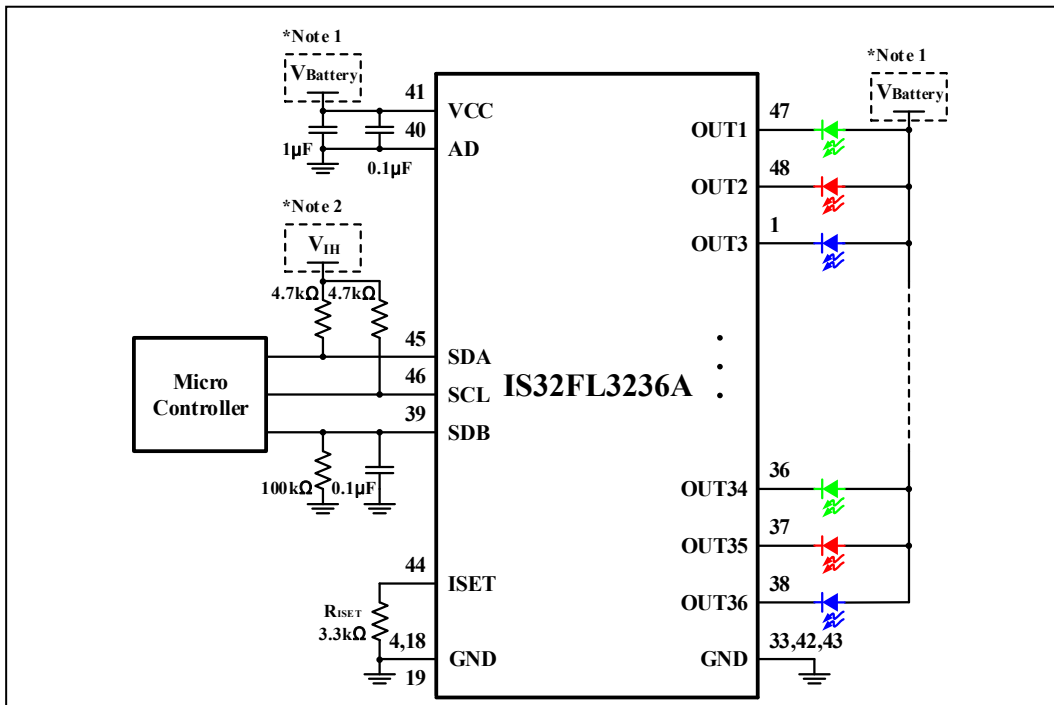 *Note 1
VBattery
41
VCC
40
AD
1µF
0.1µF
*Note 2
VIH
4.7kΩ
4.7kΩ
Micro
Controller
45
SDA
46
SCL
39
SDB
100kΩ
0.1µF
44
ISET
RISET
3.3kΩ
4,18
GND
19
IS32FL3236A
*Note 1
VBattery
47
OUT1
48
OUT2
1
OUT3
36
OUT34
37
OUT35
38
OUT36
33,42,43
GND